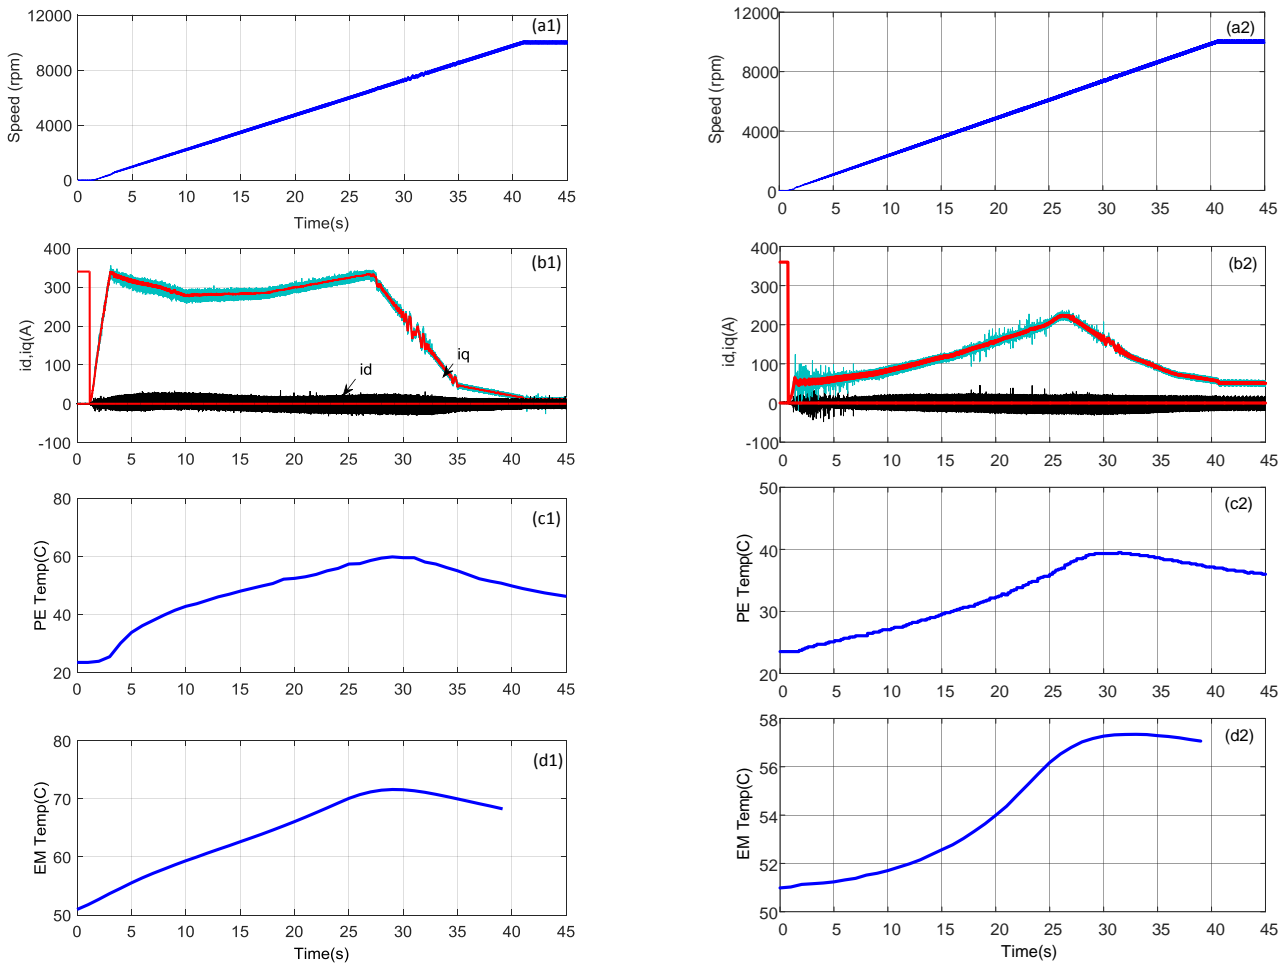 12000
8000
4000
0
Speed (rpm)
(a1)
0 5 10 15 20 25 30 35 40 45
Time(s)
12000
8000
4000
0
Speed (rpm)
(a2)
0 5 10 15 20 25 30 35 40 45
400
300
200
100
0
-100
id,iq(A)
(b1)
iq
id
0 5 10 15 20 25 30 35 40 45
400
300
200
100
0
-100
id,iq(A)
(b2)
0 5 10 15 20 25 30 35 40 45
80
60
40
20
PE Temp(C)
(c1)
0 5 10 15 20 25 30 35 40 45
50
40
30
20
PE Temp(C)
(c2)
0 5 10 15 20 25 30 35 40 45
80
70
60
50
EM Temp(C)
(d1)
0 5 10 15 20 25 30 35 40 45
Time(s)
58
56
54
52
50
EM Temp(C)
(d2)
0 5 10 15 20 25 30 35 40 45
Time(s)